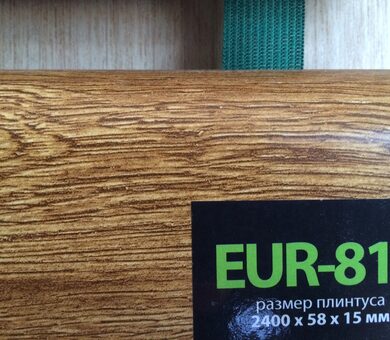 EUR-81
размер плинтуса
2400 x 58 x 15 мм